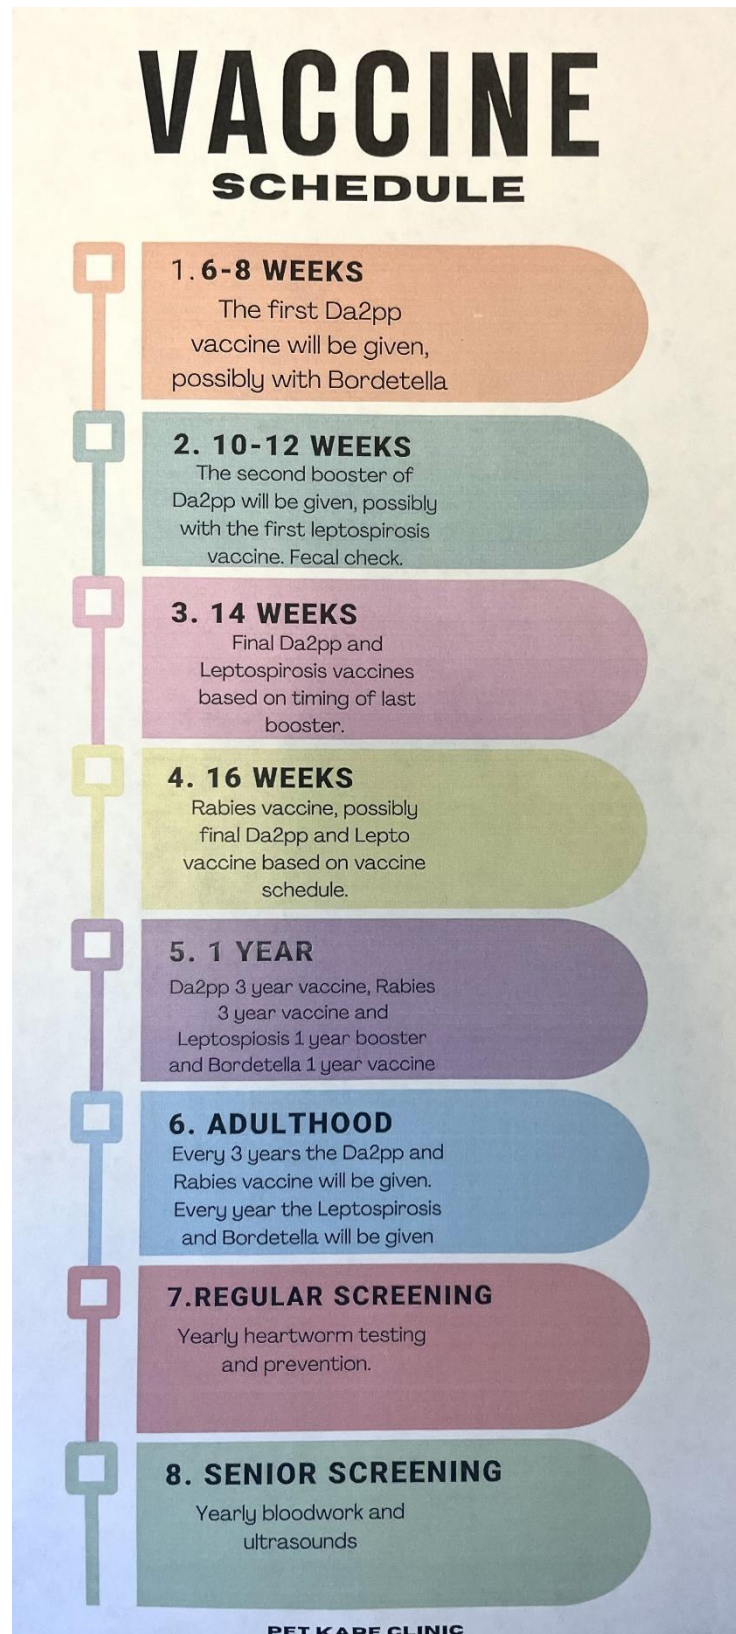 VACCINE
SCHEDULE
1. 6-8 WEEKS
The first Da2pp
vaccine will be given,
possibly with Bordetella
2. 10-12 WEEKS
The second booster of
Da2pp will be given, possibly
with the first leptospirosis
vaccine. Fecal check.
3. 14 WEEKS
Final Da2pp and
Leptospirosis vaccines
based on timing of last
booster.
4. 16 WEEKS
Rabies vaccine, possibly
final Da2pp and Lepto
vaccine based on vaccine
schedule.
5. 1 YEAR
Da2pp 3 year vaccine, Rabies
3 year vaccine and
Leptospiosis 1 year booster
and Bordetella 1 year vaccine
6. ADULTHOOD
Every 3 years the Da2pp and
Rabies vaccine will be given.
Every year the Leptospirosis
and Bordetella will be given
7.REGULAR SCREENING
Yearly heartworm testing
and prevention.
8. SENIOR SCREENING
Yearly bloodwork and
ultrasounds
PET KARE CLINIC